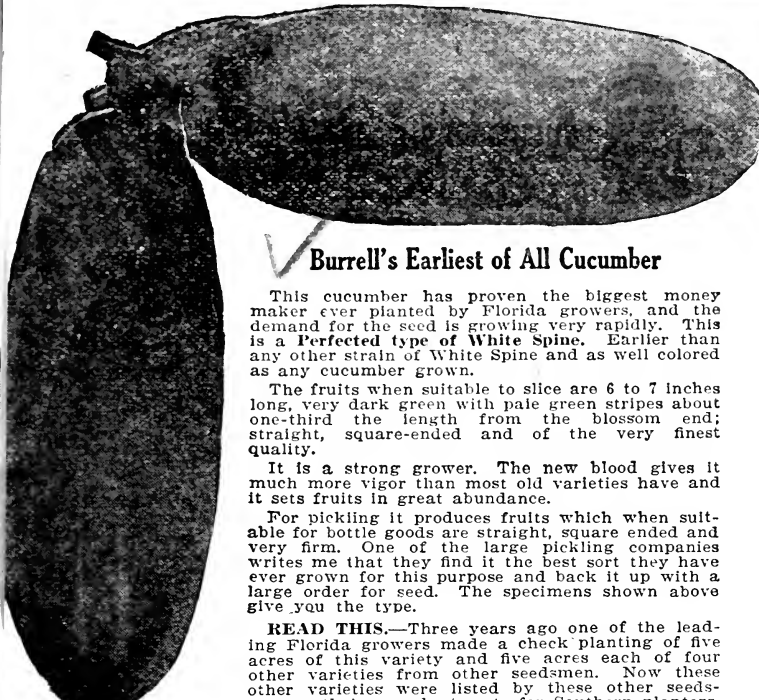 Burrell's Earliest of All Cucumber
This cucumber has proven the biggest money
maker ever planted by Florida growers, and the
demand for the seed is growing very rapidly. This
is a Perfected type of White Spine. Earlier than
any other strain of White Spine and as well colored
as any cucumber grown.
The fruits when suitable to slice are 6 to 7 inches
long, very dark green with pale green stripes about
one-third the length from the blossom end;
straight, square-ended and of the very finest
quality.
It is a strong grower. The new blood gives it
much more vigor than most old varieties have and
it sets fruits in great abundance.
For pickling it produces fruits which when suit-
able for bottle goods are straight, square ended and
very firm. One of the large pickling companies
writes me that they find it the best sort they have
ever grown for this purpose and back it up with a
large order for seed. The specimens shown above
give you the type.
READ THIS.—Three years ago one of the lead-
ing Florida growers made a check planting of five
acres of this variety and five acres each of four
other varieties from other seedsmen. Now these
other varieties were listed by these other seeds-